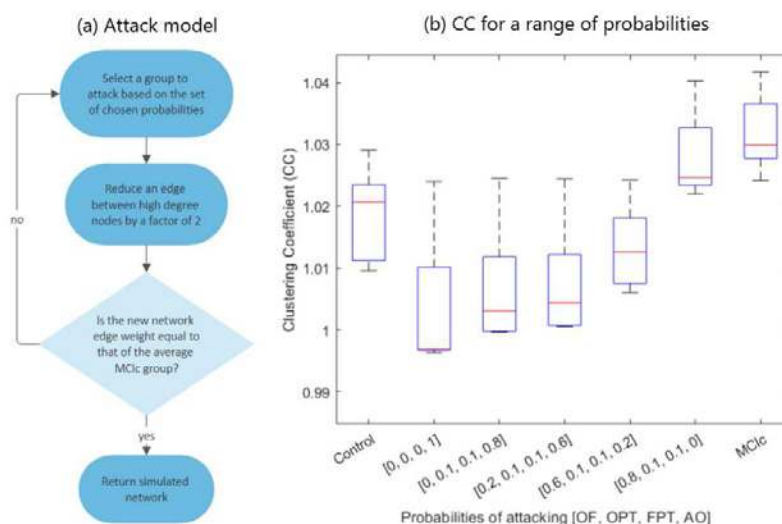 (a) Attack model
Select a group to
attack based on the set
of chosen probabilities
Reduce an edge
between high degree
nodes by a factor of 2
no
Is the new network
edge weight equal to
that of the average
MCIc group?
yes
Return simulated
network
(b) CC for a range of probabilities
Clustering Coefficient (CC)
1.04
1.03
1.02
1.01
1
0.99
Control
[0, 0, 0, 1]
[0, 0.1, 0.1, 0.8]
[0.2, 0.1, 0.1, 0.6]
[0.6, 0.1, 0.1, 0.2]
[0.8, 0.1, 0.1, 0]
MCIc
Probabilities of attacking [OF, OPT, FPT, AO]